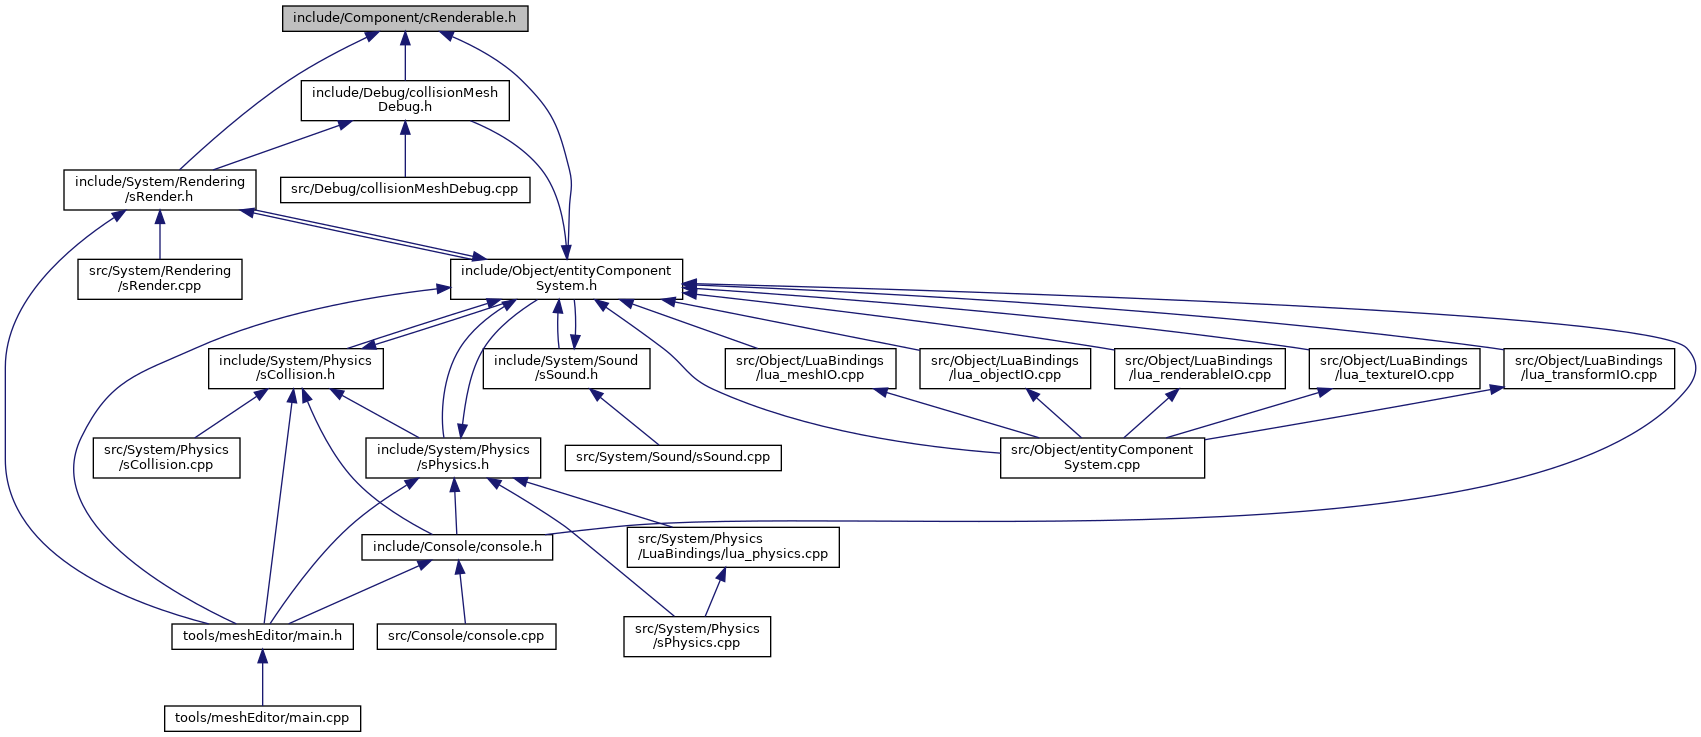 include/Component/cRenderable.h
include/Debug/collisionMesh
Debug.h
include/System/Rendering
/sRender.h
src/Debug/collisionMeshDebug.cpp
src/System/Rendering
/sRender.cpp
include/Object/entityComponent
System.h
include/System/Physics
/sCollision.h
include/System/Sound
/sSound.h
src/Object/LuaBindings
/lua_meshIO.cpp
src/Object/LuaBindings
/lua_objectIO.cpp
src/Object/LuaBindings
/lua_renderableIO.cpp
src/Object/LuaBindings
/lua_textureIO.cpp
src/Object/LuaBindings
/lua_transformIO.cpp
src/System/Physics
/sCollision.cpp
include/System/Physics
/sPhysics.h
src/System/Sound/sSound.cpp
src/Object/entityComponent
System.cpp
include/Console/console.h
src/System/Physics
/LuaBindings/lua_physics.cpp
tools/meshEditor/main.h
src/Console/console.cpp
src/System/Physics
/sPhysics.cpp
tools/meshEditor/main.cpp